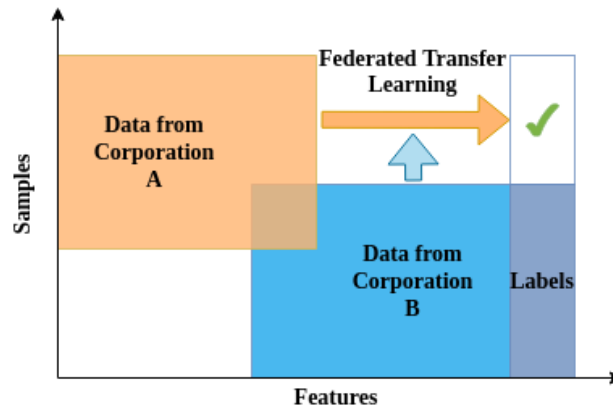 Federated Transfer
Learning
Data from
Corporation
A
Samples
Data from
Corporation
B
Labels
Features